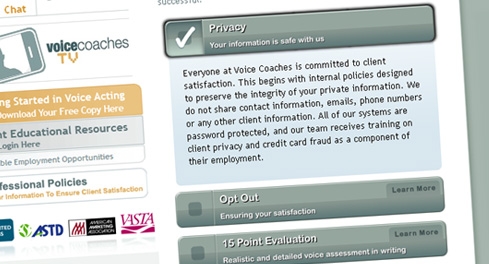 successful.
Chat
voicecoaches
TV
ng Started in Voice Acting
Download Your Free Copy Here
nt Educational Resources
Login Here
ble Employment Opportunities
fessional Policies
r Information To Ensure Client Satisfaction
ASTD
AMERICAN
MARKETING
ASSOCIATION
VASTA
Privacy
Your information is safe with us
Everyone at Voice Coaches is committed to client
satisfaction. This begins with internal policies designed
to preserve the integrity of your private information. We
do not share contact information, emails, phone numbers
or any other client information. All of our systems are
password protected, and our team receives training on
client privacy and credit card fraud as a component of
their employment.
Opt Out
Learn More
Ensuring your satisfaction
15 Point Evaluation
Learn More
Realistic and detailed voice assessment in writing